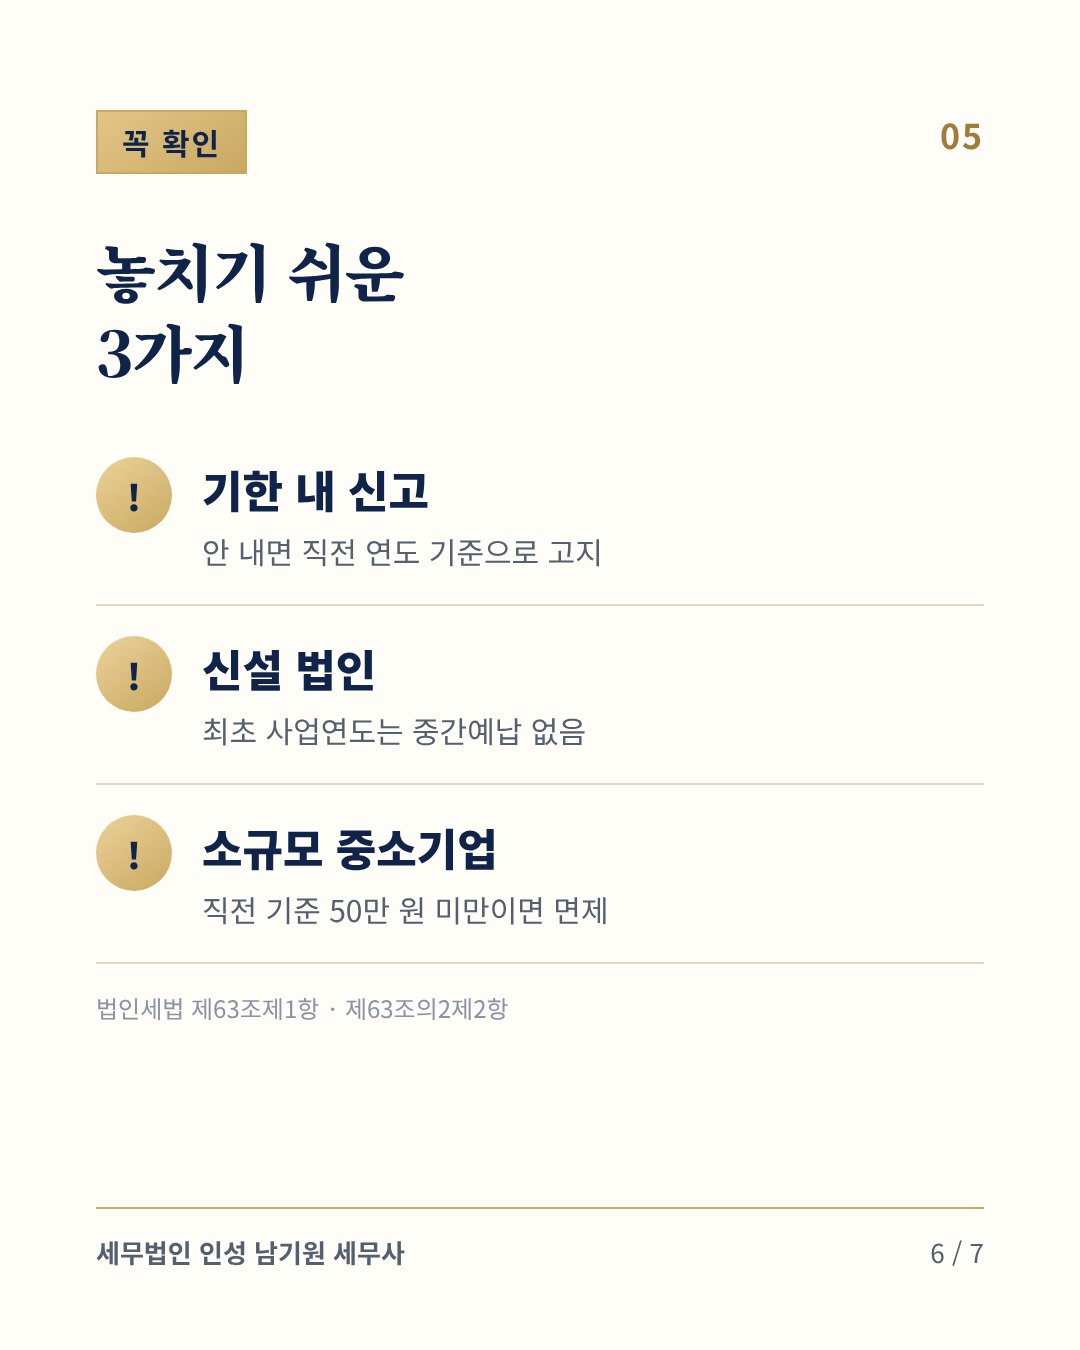 꼭 확인
05
놓치기 쉬운
3가지
!
기한 내 신고
안 내면 직전 연도 기준으로 고지
!
신설 법인
최초 사업연도는 중간예납 없음
!
소규모 중소기업
직전 기준 50만 원 미만이면 면제
법인세법 제63조제1항 · 제63조의2제2항
세무법인 인성 남기원 세무사
6 / 7